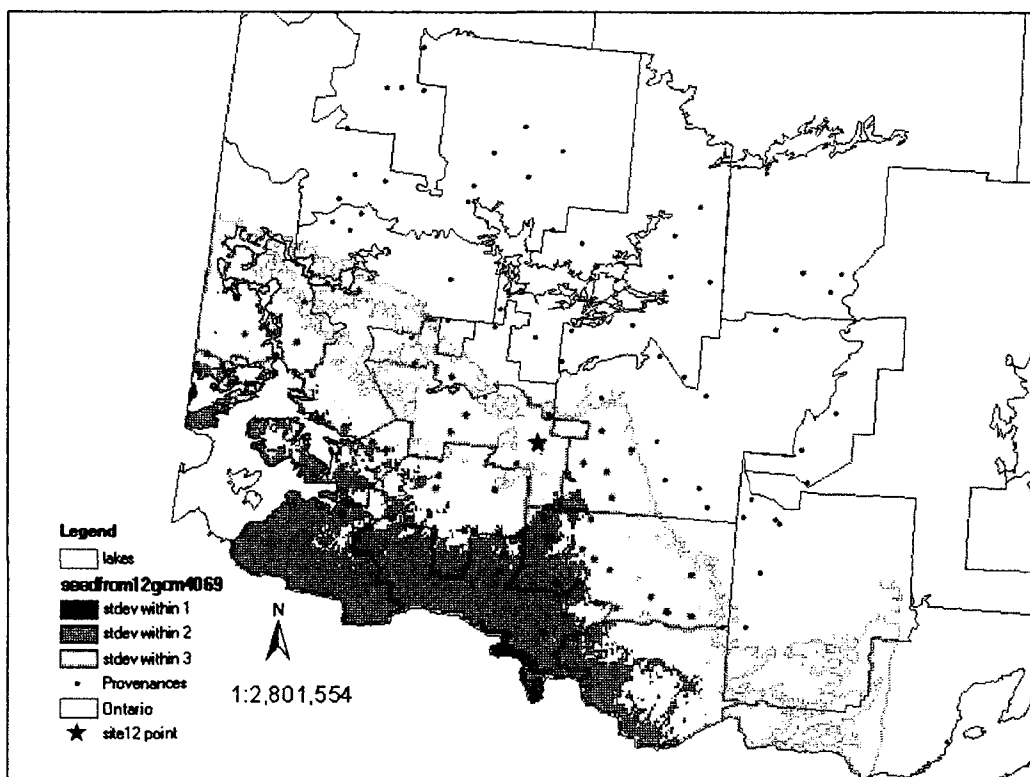 Legend
lakes
seedfrom12gcm4069
stdev within 1
stdev within 2
stdev within 3
Provenances
Ontario
site12 point
N
1:2,801,554